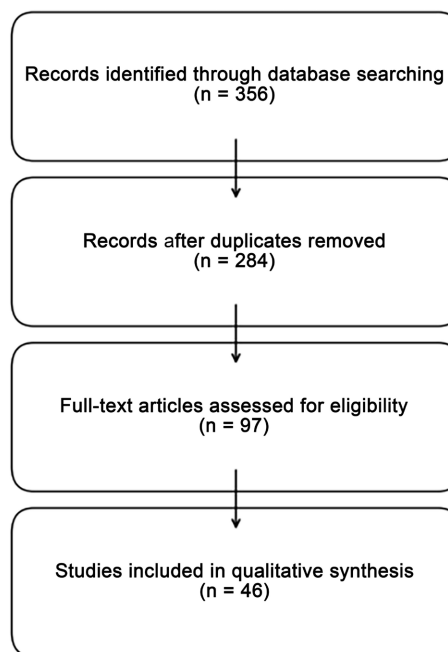 Records identified through database searching
(n = 356)
Records after duplicates removed
(n = 284)
Full-text articles assessed for eligibility
(n = 97)
Studies included in qualitative synthesis
(n = 46)